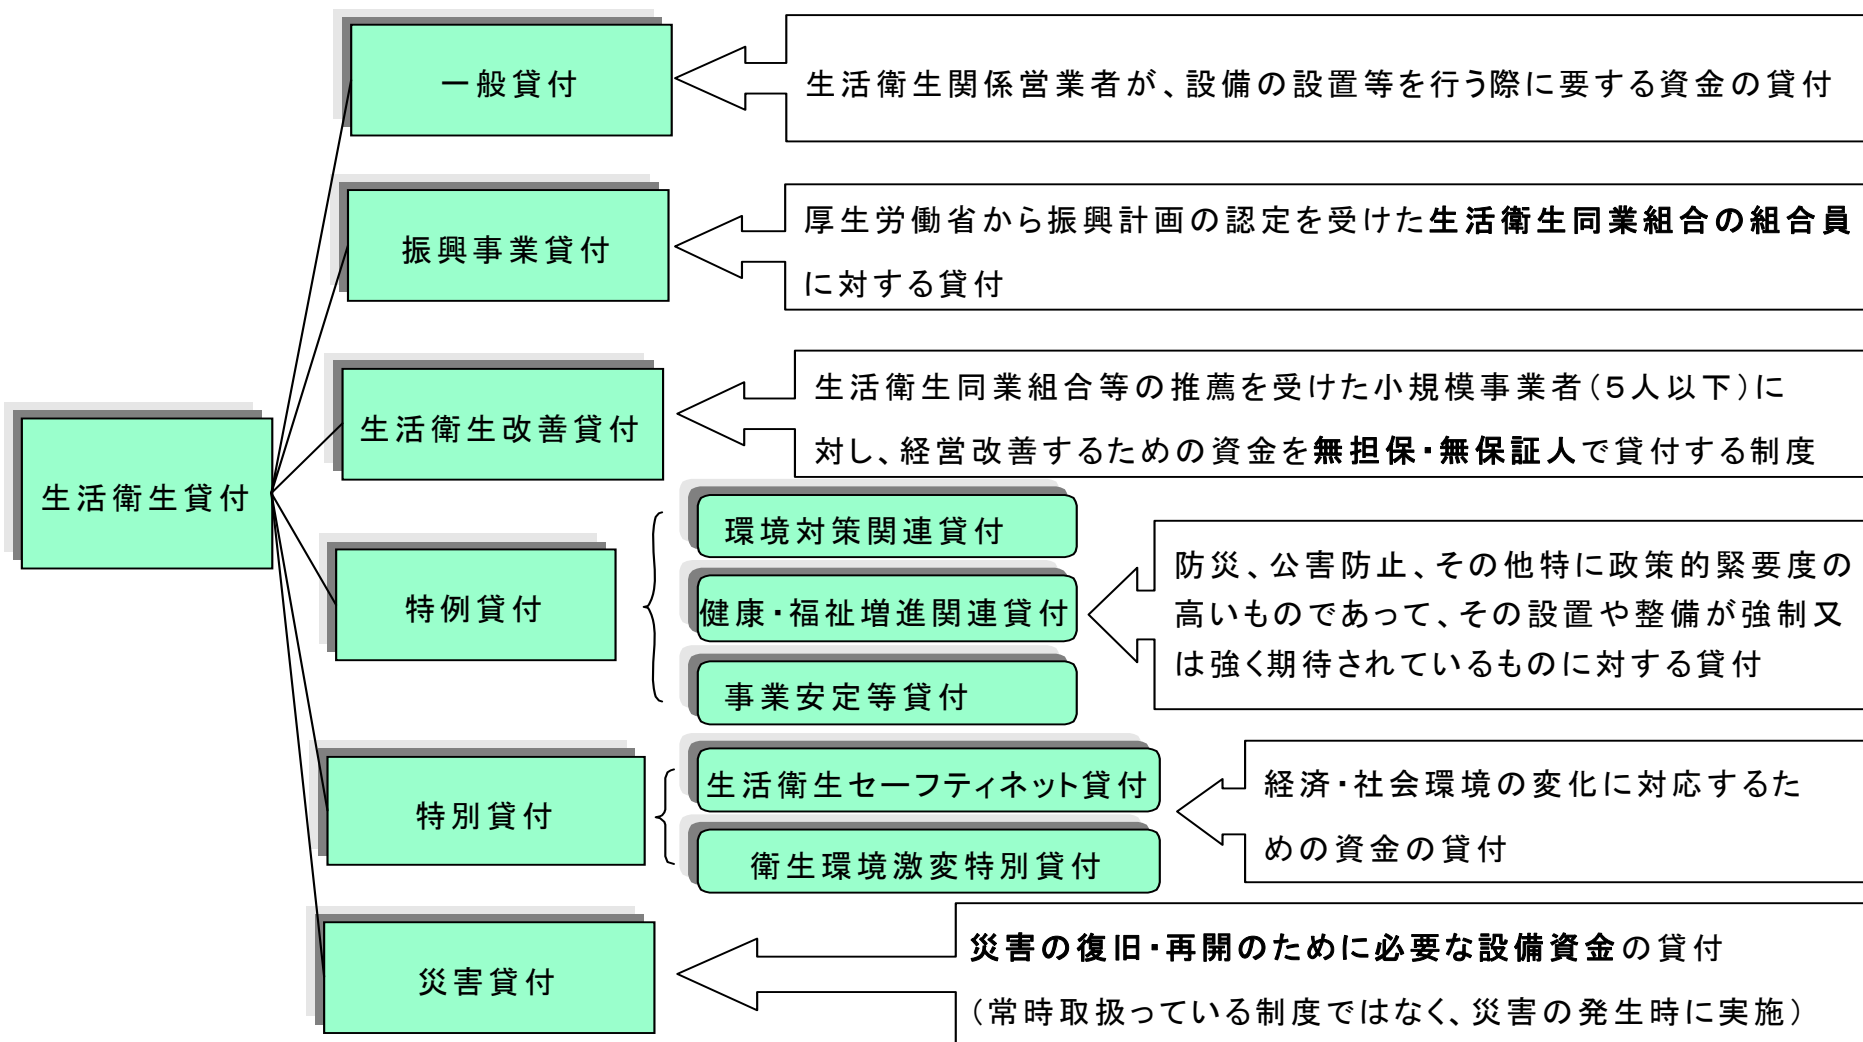 一般貸付
生活衛生関係営業者が、設備の設置等を行う際に要する資金の貸付
振興事業貸付
厚生労働省から振興計画の認定を受けた生活衛生同業組合の組合員
に対する貸付
生活衛生改善貸付
生活衛生同業組合等の推薦を受けた小規模事業者(5人以下)に
対し、経営改善するための資金を無担保・無保証人で貸付する制度
生活衛生貸付
特例貸付
環境対策関連貸付
健康・福祉増進関連貸付
事業安定等貸付
防災、公害防止、その他特に政策的緊要度の
高いものであって、その設置や整備が強制又
は強く期待されているものに対する貸付
特別貸付
生活衛生セーフティネット貸付
衛生環境激変特別貸付
経済・社会環境の変化に対応するた
めの資金の貸付
災害貸付
災害の復旧・再開のために必要な設備資金の貸付
(常時取扱っている制度ではなく、災害の発生時に実施)